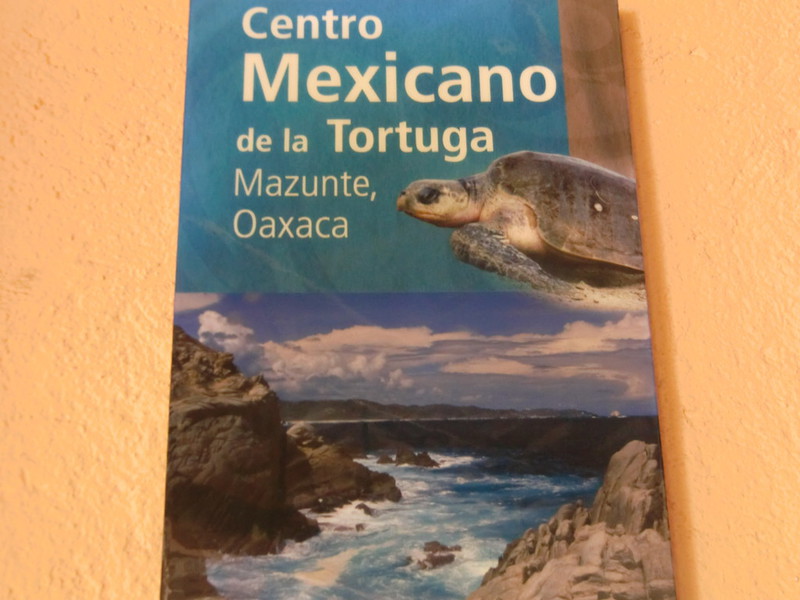 Centro
Mexicano
de la Tortuga
Mazunte,
Oaxaca